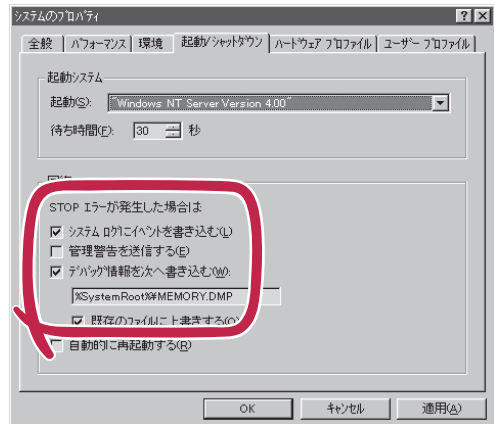 システムのプロパティ
全般 パフォーマンス 環境 起動/シャットダウン ハードウェア プロファイル ユーザー プロファイル
起動システム
起動(S): "Windows NT Server Version 4.00"
待ち時間(F): 30 秒
STOP エラーが発生した場合は
システム ログにイベントを書き込む(L)
管理警告を送信する(E)
デバッグ情報を次へ書き込む(W):
%SystemRoot%¥MEMORY.DMP
既存のファイルに上書きする(O)
自動的に再起動する(R)
OK キャンセル 適用(A)